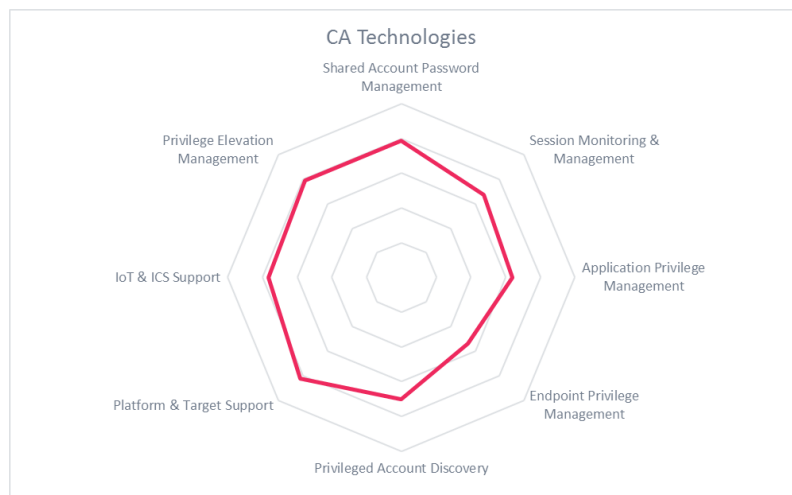 CA Technologies
Shared Account Password
Management
Session Monitoring &
Management
Application Privilege
Management
Endpoint Privilege
Management
Privileged Account Discovery
Platform & Target Support
IoT & ICS Support
Privilege Elevation
Management